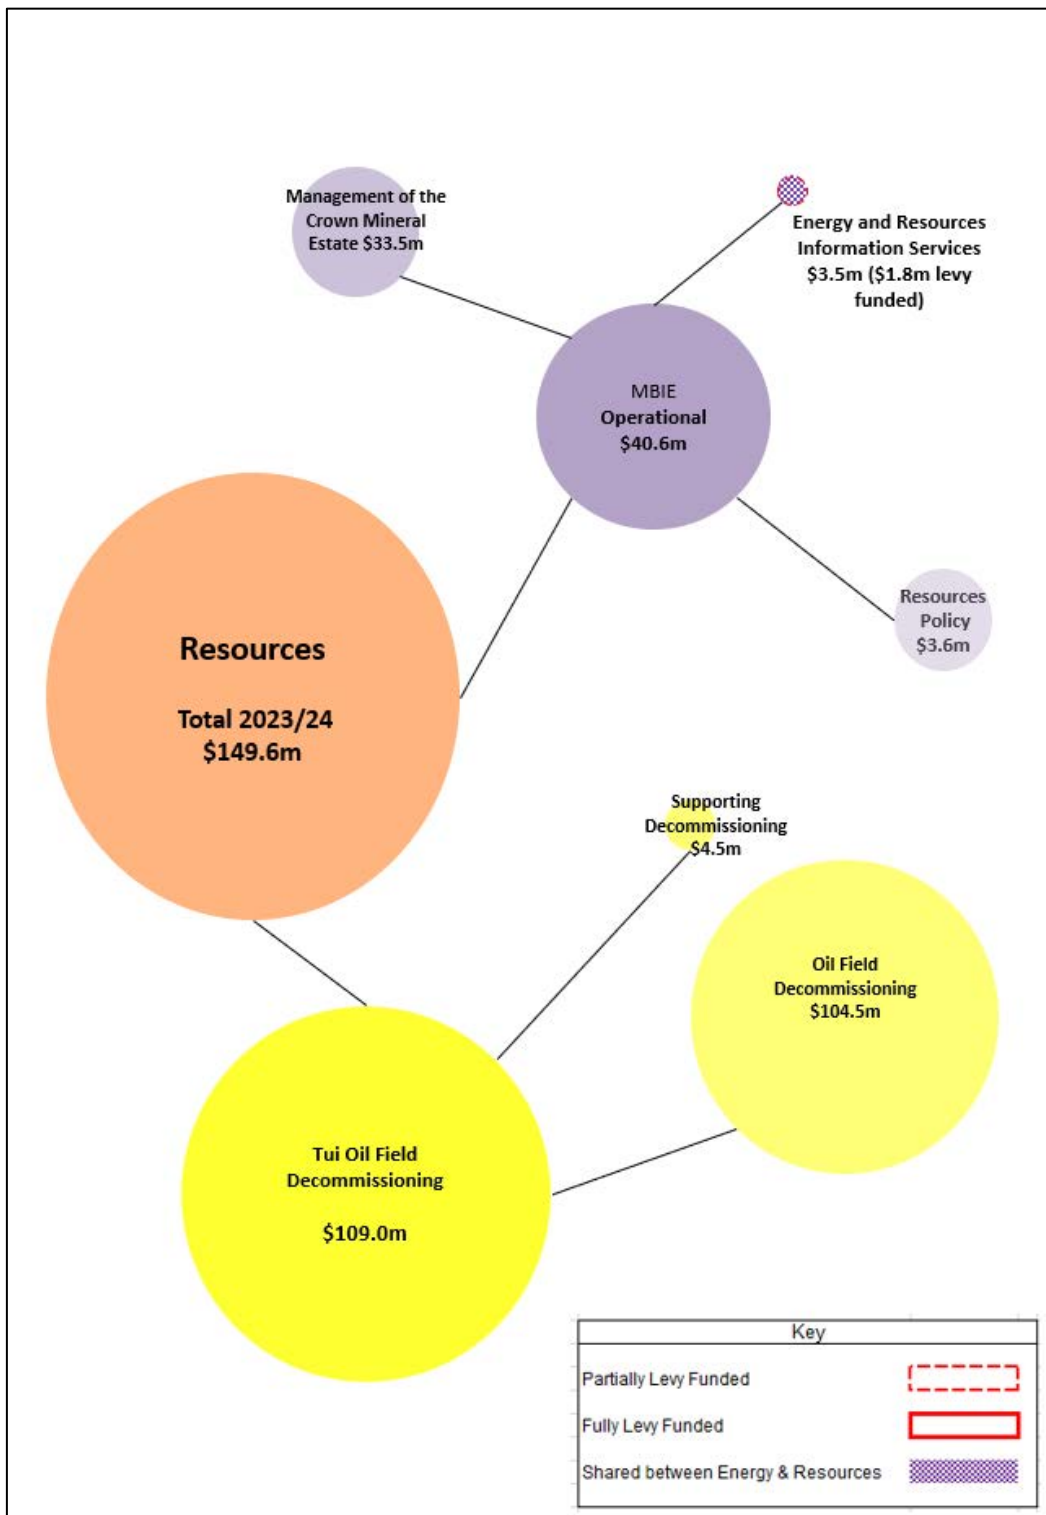 Management of the
Crown Mineral
Estate $33.5m
Energy and Resources
Information Services
$3.5m ($1.8m levy
funded)
MBIE
Operational
$40.6m
Resources
Policy
$3.6m
Resources
Total 2023/24
$149.6m
Supporting
Decommissioning
$4.5m
Oil Field
Decommissioning
$104.5m
Tui Oil Field
Decommissioning
$109.0m
Key
Partially Levy Funded
Fully Levy Funded
Shared between Energy & Resources